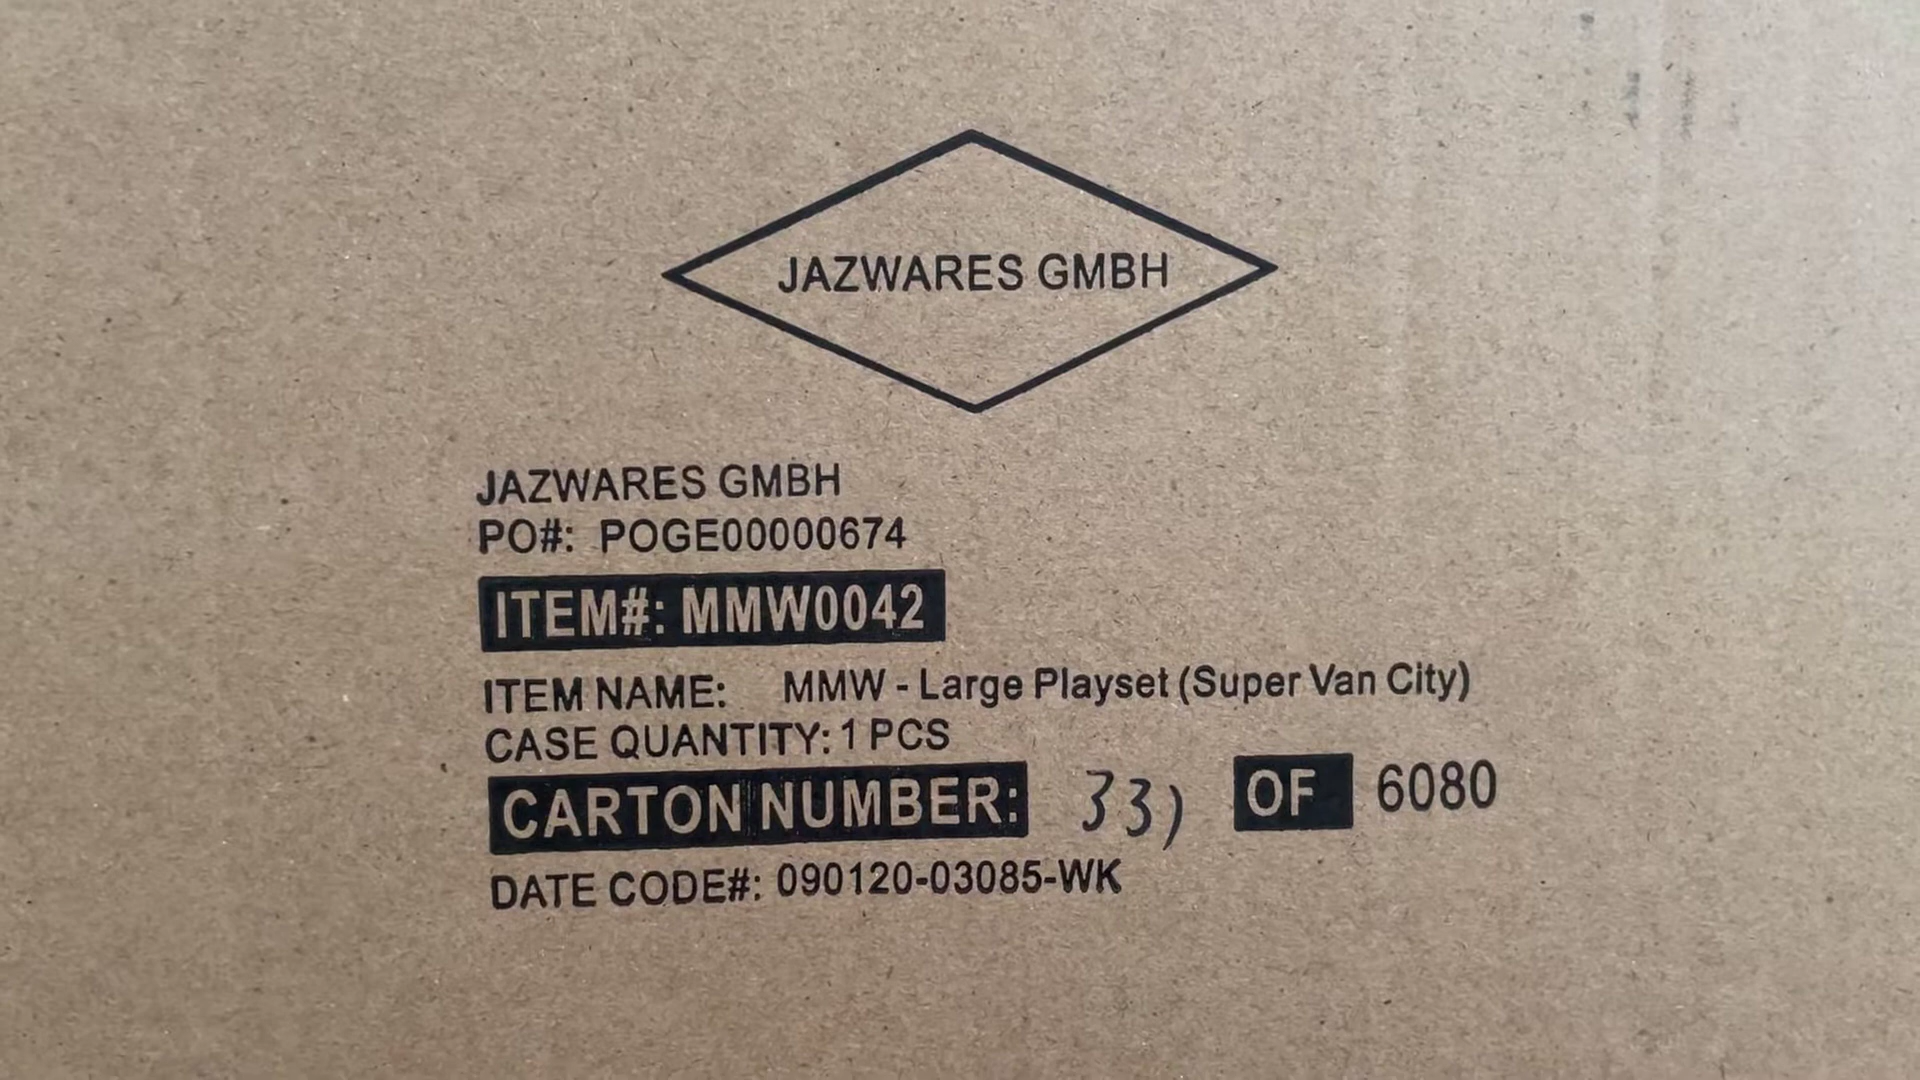 JAZWARES GMBH
JAZWARES GMBH
PO#: POGE00000674
ITEM#: MMW0042
ITEM NAME: MMW - Large Playset (Super Van City)
CASE QUANTITY: 1 PCS
CARTON NUMBER: OF 6080
DATE CODE#: 090120-03085-WK